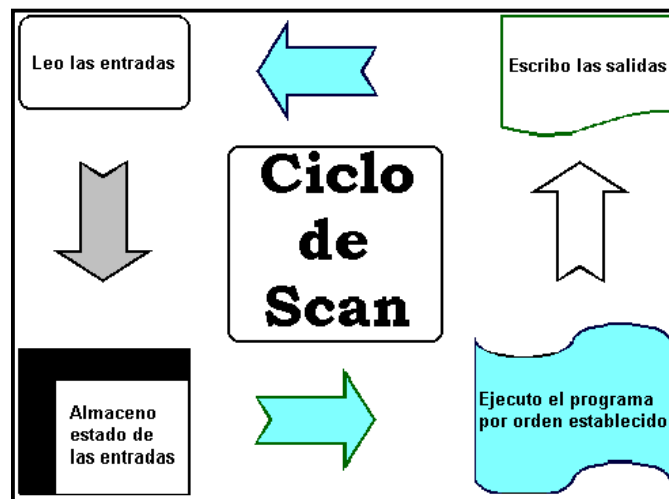 Leo las entradas
Escribo las salidas
Ciclo
de
Scan
Almaceno
estado de
las entradas
Ejecuto el programa
por orden establecido